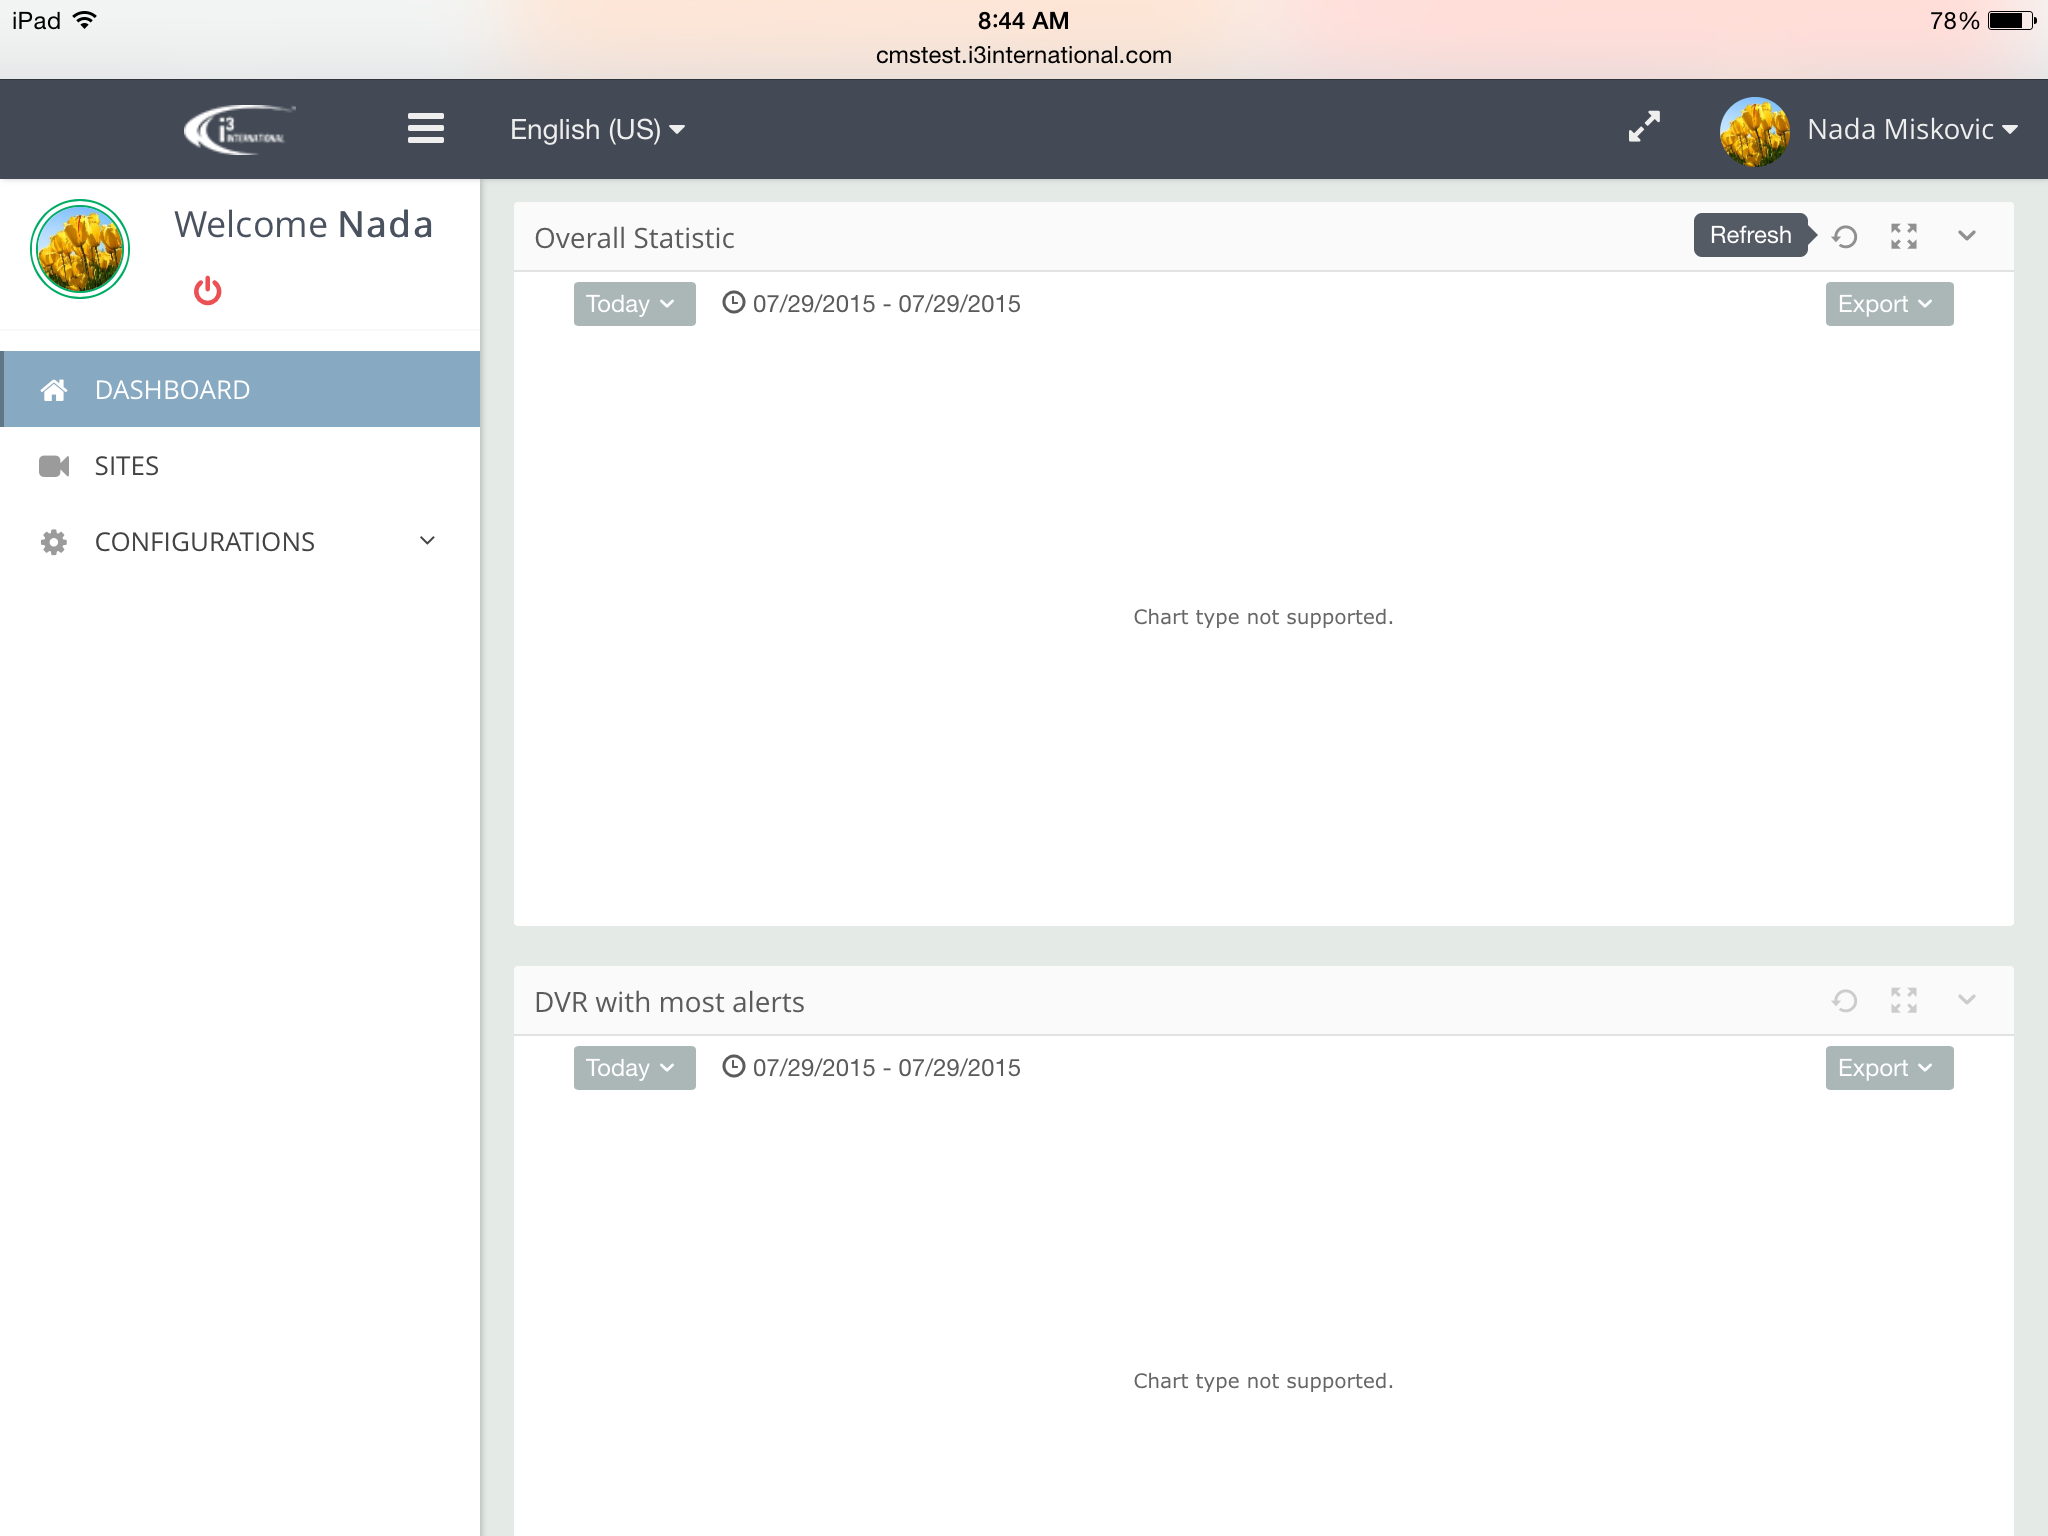 iPad 8:44 AM 78%
cmstest.i3international.com
i3 INTERNATIONAL English (US) Nada Miskovic
Welcome Nada
DASHBOARD
SITES
CONFIGURATIONS
Overall Statistic Refresh
Today 07/29/2015 - 07/29/2015 Export
Chart type not supported.
DVR with most alerts
Today 07/29/2015 - 07/29/2015 Export
Chart type not supported.